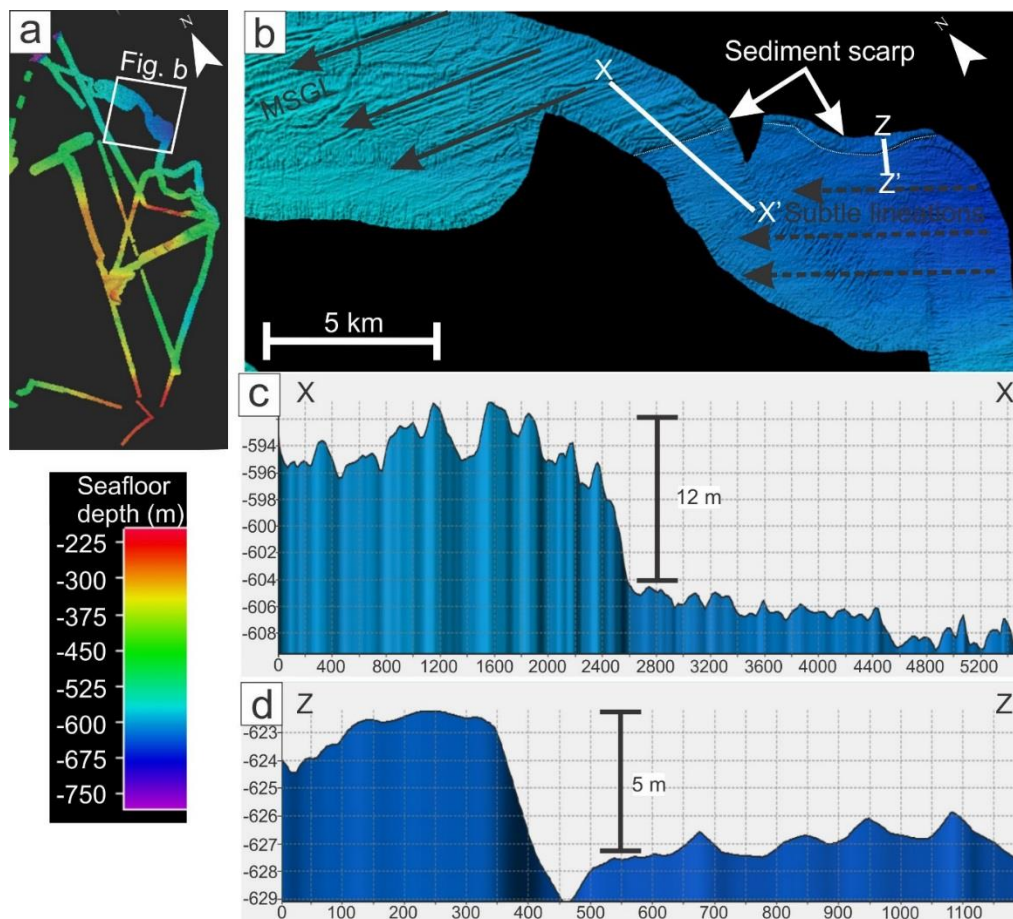 a
N
Fig. b
Seafloor
depth (m)
-225
-300
-375
-450
-525
-600
-675
-750
b
N
Sediment scarp
MSGL
X
Z
Z'
X'
Subtle lineations
5 km
c
X
X
-594
-596
-598
-600
-602
-604
-606
-608
12 m
0 400 800 1200 1600 2000 2400 2800 3200 3600 4000 4400 4800 5200
d
Z
Z
-623
-624
-625
-626
-627
-628
-629
5 m
0 100 200 300 400 500 600 700 800 900 1000 1100